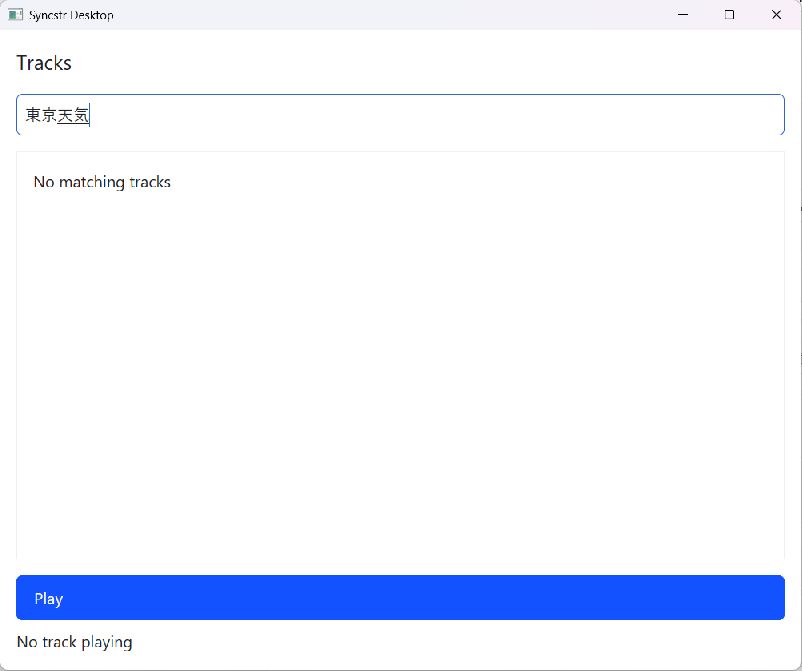 Syncstr Desktop
Tracks
東京天気
No matching tracks
Play
No track playing